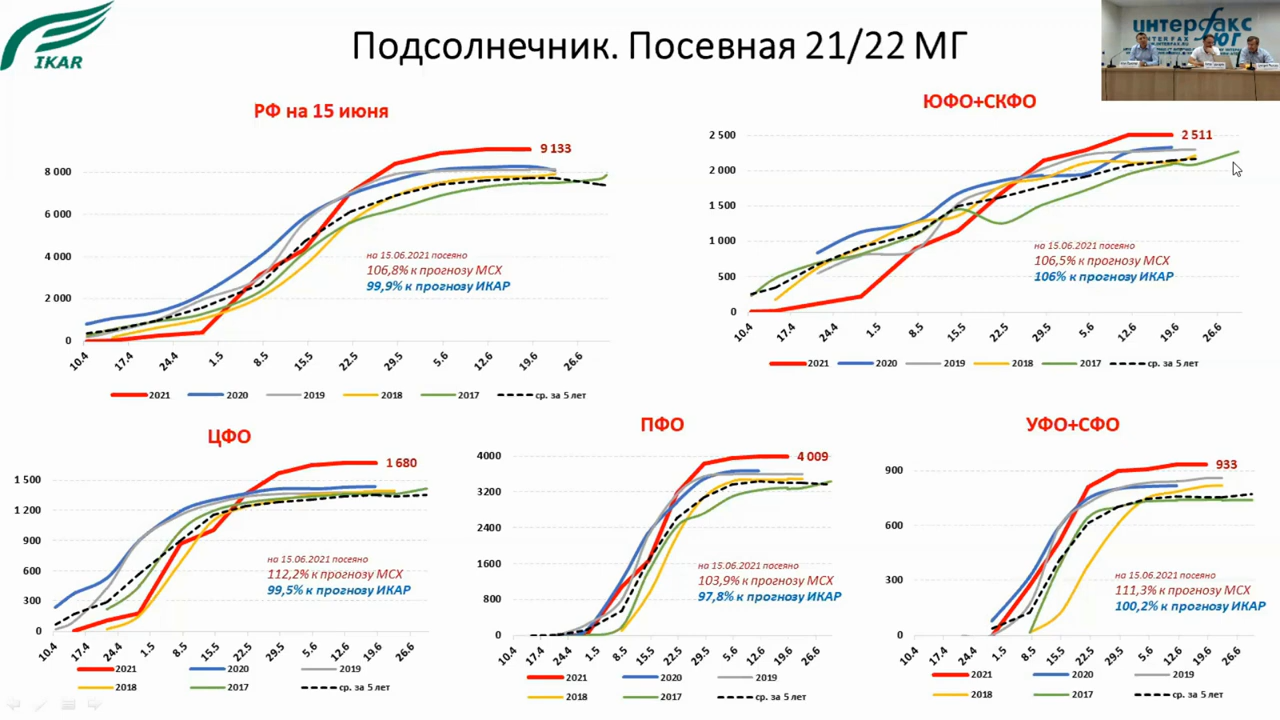 IKAR
Подсолнечник. Посевная 21/22 МГ
интерфакс
юг
INTERFAX
РФ на 15 июня
9 133
8 000
6 000
4 000
2 000
0
на 15.06.2021 посеяно
106,8% к прогнозу МСХ
99,9% к прогнозу ИКАР
10.4 17.4 24.4 1.5 8.5 15.5 22.5 29.5 5.6 12.6 19.6 26.6
2021 2020 2019 2018 2017 ср. за 5 лет
ЮФО+СКФО
2 511
2 500
2 000
1 500
1 000
500
0
на 15.06.2021 посеяно
106,5% к прогнозу МСХ
106% к прогнозу ИКАР
10.4 17.4 24.4 1.5 8.5 15.5 22.5 29.5 5.6 12.6 19.6 26.6
2021 2020 2019 2018 2017 ср. за 5 лет
ЦФО
1 680
1 500
1 200
900
600
300
0
на 15.06.2021 посеяно
112,2% к прогнозу МСХ
99,5% к прогнозу ИКАР
10.4 17.4 24.4 1.5 8.5 15.5 22.5 29.5 5.6 12.6 19.6 26.6
2021 2020 2019
2018 2017 ср. за 5 лет
ПФО
4 009
4000
3200
2400
1600
800
0
на 15.06.2021 посеяно
103,9% к прогнозу МСХ
97,8% к прогнозу ИКАР
10.4 17.4 24.4 1.5 8.5 15.5 22.5 29.5 5.6 12.6 19.6 26.6
2021 2020 2019
2018 2017 ср. за 5 лет
УФО+СФО
933
900
600
300
0
на 15.06.2021 посеяно
111,3% к прогнозу МСХ
100,2% к прогнозу ИКАР
10.4 17.4 24.4 1.5 8.5 15.5 22.5 29.5 5.6 12.6 19.6 26.6
2021 2020 2019
2018 2017 ср. за 5 лет